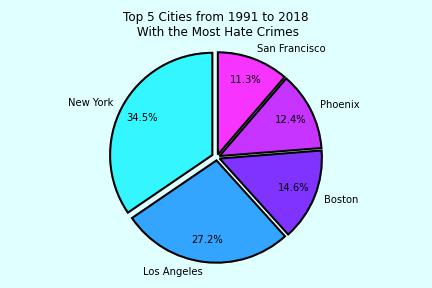 Top 5 Cities from 1991 to 2018
With the Most Hate Crimes
San Francisco
11.3%
New York
34.5%
Phoenix
12.4%
14.6%
Boston
27.2%
Los Angeles